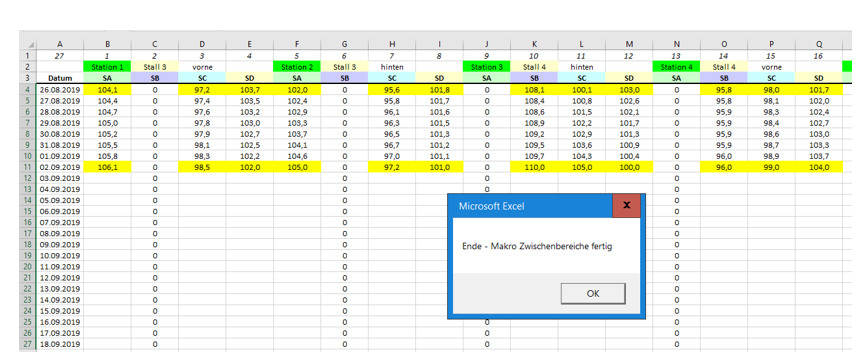 A B C D E F G H I J K L M N O P Q
1 27 1 2 3 4 5 6 7 8 9 10 11 12 13 14 15 16
2 Station 1 Stall 3 vorne Station 2 Stall 3 hinten Station 3 Stall 4 hinten Station 4 Stall 4 vorne
3 Datum SA SB SC SD SA SB SC SD SA SB SC SD SA SB SC SD
4 26.08.2019 104,1 0 97,2 103,7 102,0 0 95,6 101,8 0 108,1 100,1 103,0 0 95,8 98,0 101,7
5 27.08.2019 104,4 0 97,4 103,5 102,4 0 95,8 101,7 0 108,4 100,8 102,6 0 95,8 98,1 102,0
6 28.08.2019 104,7 0 97,6 103,2 102,9 0 96,1 101,6 0 108,6 101,5 102,1 0 95,9 98,3 102,4
7 29.08.2019 105,0 0 97,8 103,0 103,3 0 96,3 101,5 0 108,9 102,2 101,7 0 95,9 98,4 102,7
8 30.08.2019 105,2 0 97,9 102,7 103,7 0 96,5 101,3 0 109,2 102,9 101,3 0 95,9 98,6 103,0
9 31.08.2019 105,5 0 98,1 102,5 104,1 0 96,7 101,2 0 109,5 103,6 100,9 0 95,9 98,7 103,3
10 01.09.2019 105,8 0 98,3 102,2 104,6 0 97,0 101,1 0 109,7 104,3 100,4 0 96,0 98,9 103,7
11 02.09.2019 106,1 0 98,5 102,0 105,0 0 97,2 101,0 0 110,0 105,0 100,0 0 96,0 99,0 104,0
12 03.09.2019 0 0 0 0
13 04.09.2019 0 0 0 0
14 05.09.2019 0 0 0
15 06.09.2019 0 0 0
16 07.09.2019 0 0 0
17 08.09.2019 0 0 0
18 09.09.2019 0 0 0
19 10.09.2019 0 0 0
20 11.09.2019 0 0 0
21 12.09.2019 0 0 0
22 13.09.2019 0 0 0
23 14.09.2019 0 0 0
24 15.09.2019 0 0 0
25 16.09.2019 0 0 0 0
26 17.09.2019 0 0 0 0
27 18.09.2019 0 0 0 0
Microsoft Excel x
Ende - Makro Zwischenbereiche fertig
OK